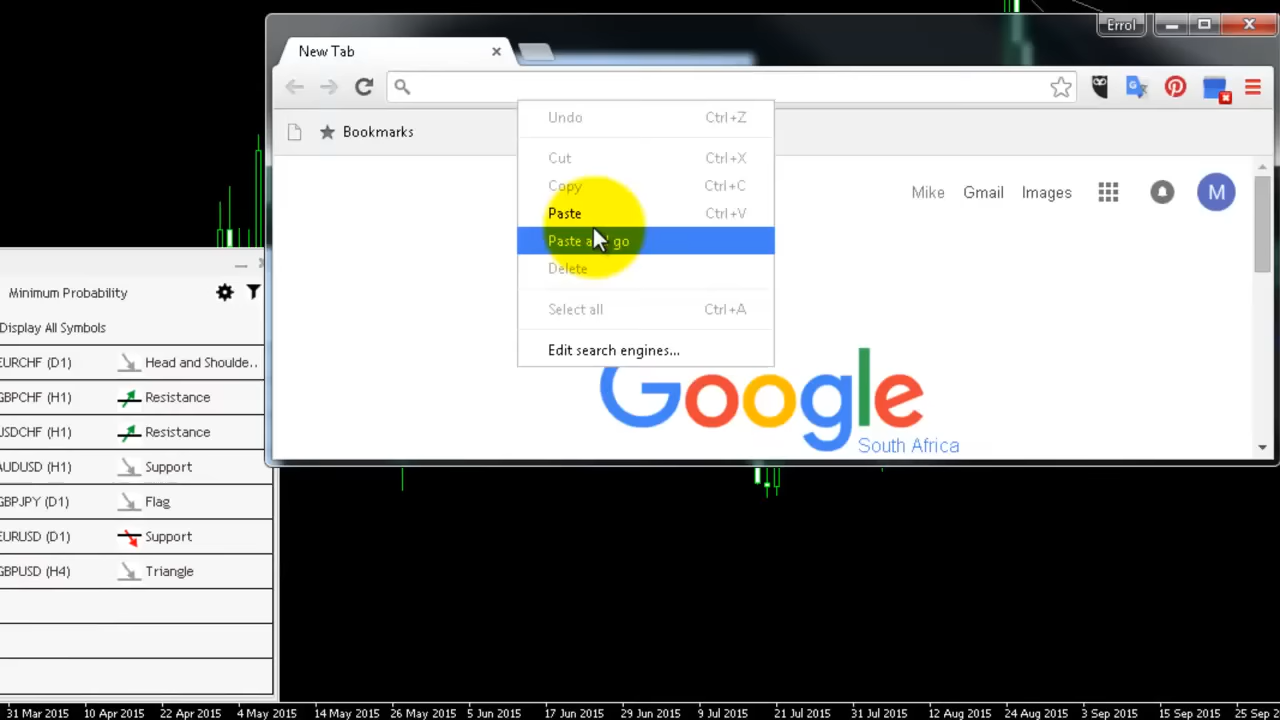 Errol
New Tab
Bookmarks
Undo Ctrl+Z
Cut Ctrl+X
Copy Ctrl+C
Paste Ctrl+V
Paste go
Delete
Select all Ctrl+A
Edit search engines...
Mike Gmail Images M
Google
South Africa
Minimum Probability
Display All Symbols
EURCHF (D1) Head and Shoulde..
GBPCHF (H1) Resistance
USDCHF (H1) Resistance
AUDUSD (H1) Support
GBPJPY (D1) Flag
EURUSD (D1) Support
GBPUSD (H4) Triangle
31 Mar 2015 10 Apr 2015 22 Apr 2015 4 May 2015 14 May 2015 26 May 2015 5 Jun 2015 17 Jun 2015 29 Jun 2015 9 Jul 2015 21 Jul 2015 31 Jul 2015 12 Aug 2015 24 Aug 2015 3 Sep 2015 15 Sep 2015 25 Sep 2